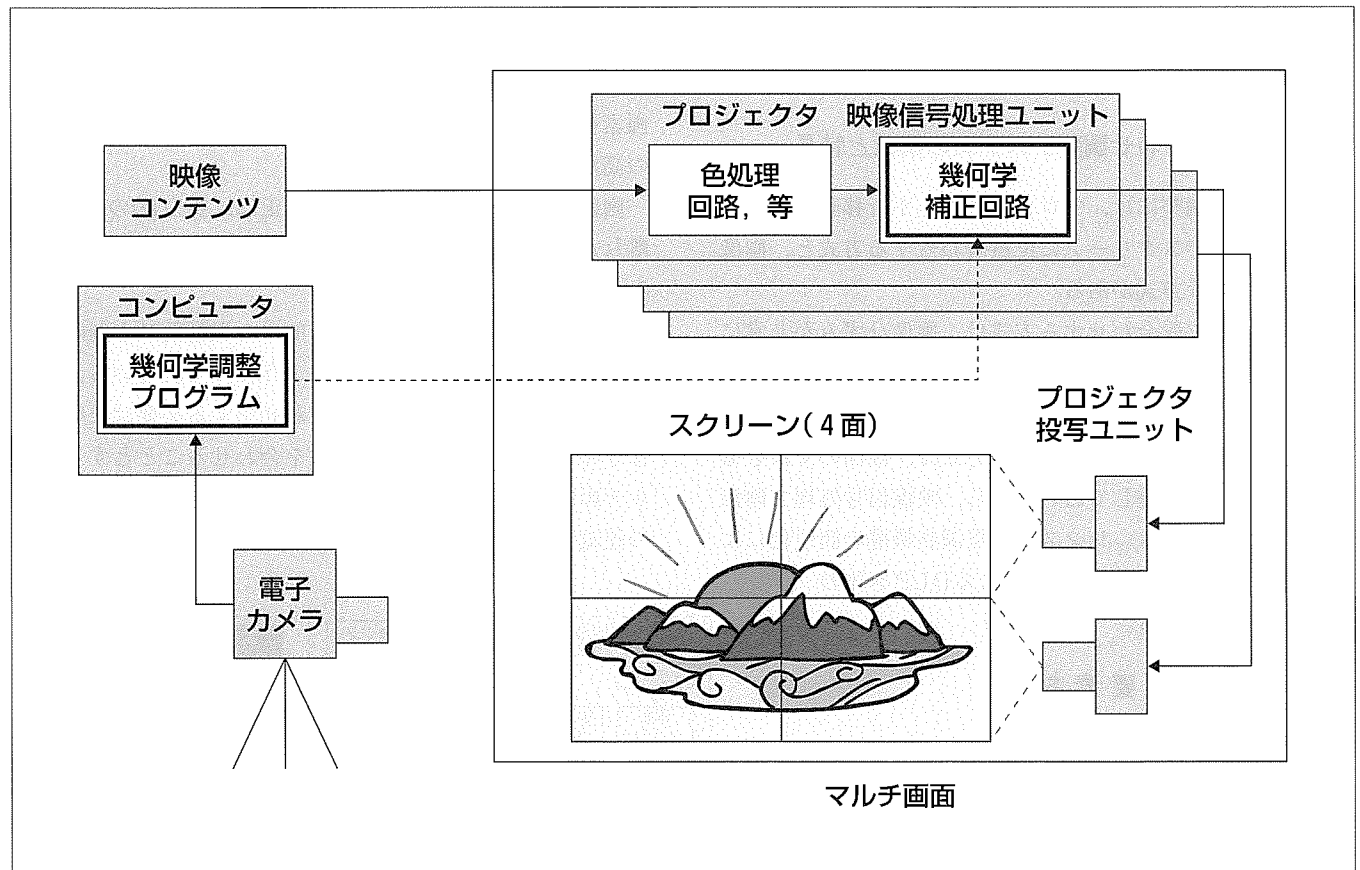 プロジェクタ 映像信号処理ユニット
映像
コンテンツ
色処理
回路，等
幾何学
補正回路
コンピュータ
幾何学調整
プログラム
スクリーン(4面)
プロジェクタ
投写ユニット
電子
カメラ
マルチ画面